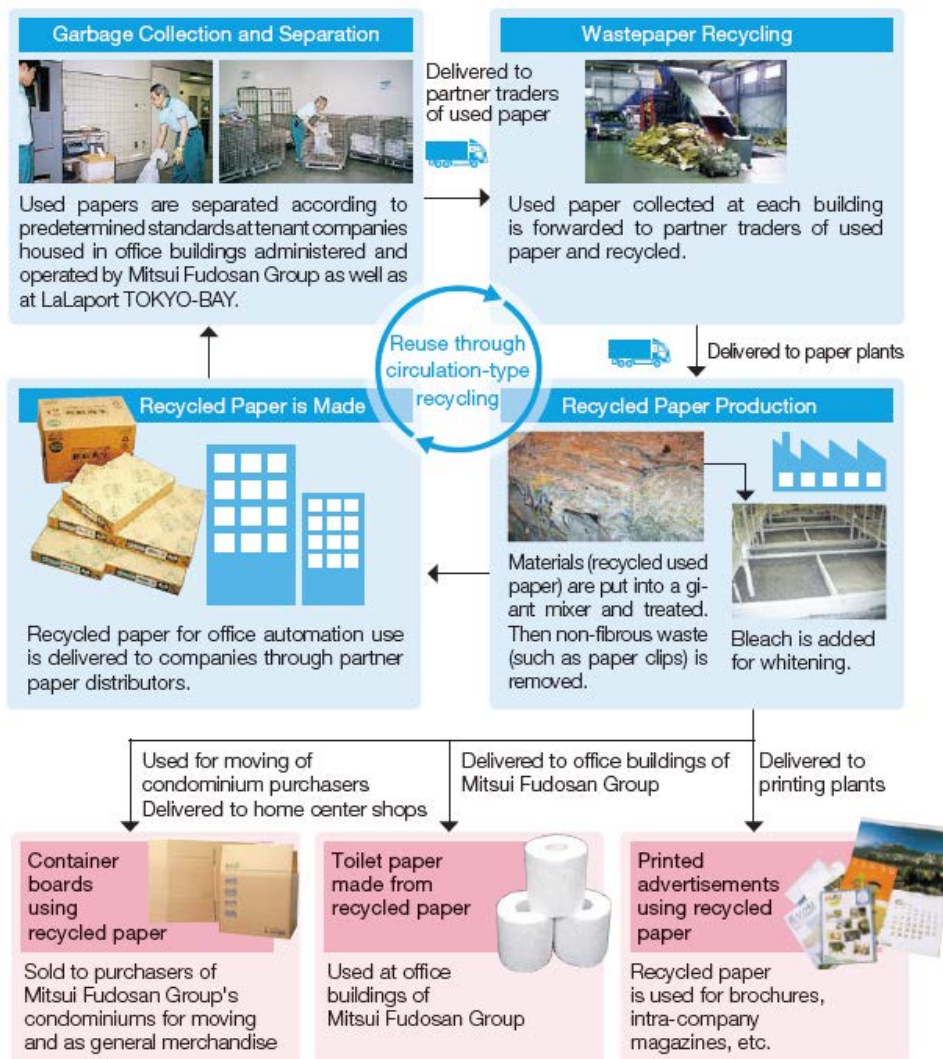 Garbage Collection and Separation
Used papers are separated according to
predetermined standards at tenant companies
housed in office buildings administered and
operated by Mitsui Fudosan Group as well as
at LaLaport TOKYO-BAY.
Delivered to
partner traders
of used paper
Wastepaper Recycling
Used paper collected at each building
is forwarded to partner traders of used
paper and recycled.
Reuse through
circulation-type
recycling
Delivered to paper plants
Recycled Paper is Made
Recycled paper for office automation use
is delivered to companies through partner
paper distributors.
Recycled Paper Production
Materials (recycled used
paper) are put into a gi-
ant mixer and treated.
Then non-fibrous waste
(such as paper clips) is
removed.
Bleach is added
for whitening.
Used for moving of
condominium purchasers
Delivered to home center shops
Delivered to office buildings of
Mitsui Fudosan Group
Delivered to
printing plants
Container
boards
using
recycled paper
Sold to purchasers of
Mitsui Fudosan Group's
condominiums for moving
and as general merchandise
Toilet paper
made from
recycled paper
Used at office
buildings of
Mitsui Fudosan Group
Printed
advertisements
using recycled
paper
Recycled paper
is used for brochures,
intra-company
magazines, etc.